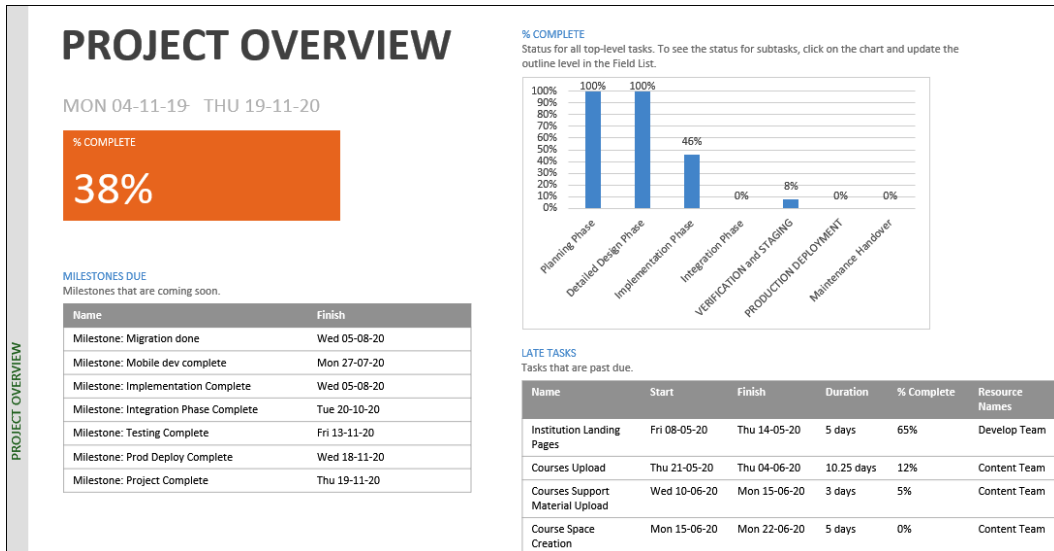 PROJECT OVERVIEW
PROJECT OVERVIEW
MON 04-11-19- THU 19-11-20
% COMPLETE
38%
MILESTONES DUE
Milestones that are coming soon.
Name Finish
Milestone: Migration done Wed 05-08-20
Milestone: Mobile dev complete Mon 27-07-20
Milestone: Implementation Complete Wed 05-08-20
Milestone: Integration Phase Complete Tue 20-10-20
Milestone: Testing Complete Fri 13-11-20
Milestone: Prod Deploy Complete Wed 18-11-20
Milestone: Project Complete Thu 19-11-20
% COMPLETE
Status for all top-level tasks. To see the status for subtasks, click on the chart and update the
outline level in the Field List.
100%
90%
80%
70%
60%
50%
40%
30%
20%
10%
0%
100% 100% 46% 0% 8% 0% 0%
Planning Phase
Detailed Design Phase
Implementation Phase
Integration Phase
VERIFICATION and STAGING
PRODUCTION DEPLOYMENT
Maintenance Handover
LATE TASKS
Tasks that are past due.
Name Start Finish Duration % Complete Resource
Names
Institution Landing Fri 08-05-20 Thu 14-05-20 5 days 65% Develop Team
Pages
Courses Upload Thu 21-05-20 Thu 04-06-20 10.25 days 12% Content Team
Courses Support Wed 10-06-20 Mon 15-06-20 3 days 5% Content Team
Material Upload
Course Space Mon 15-06-20 Mon 22-06-20 5 days 0% Content Team
Creation